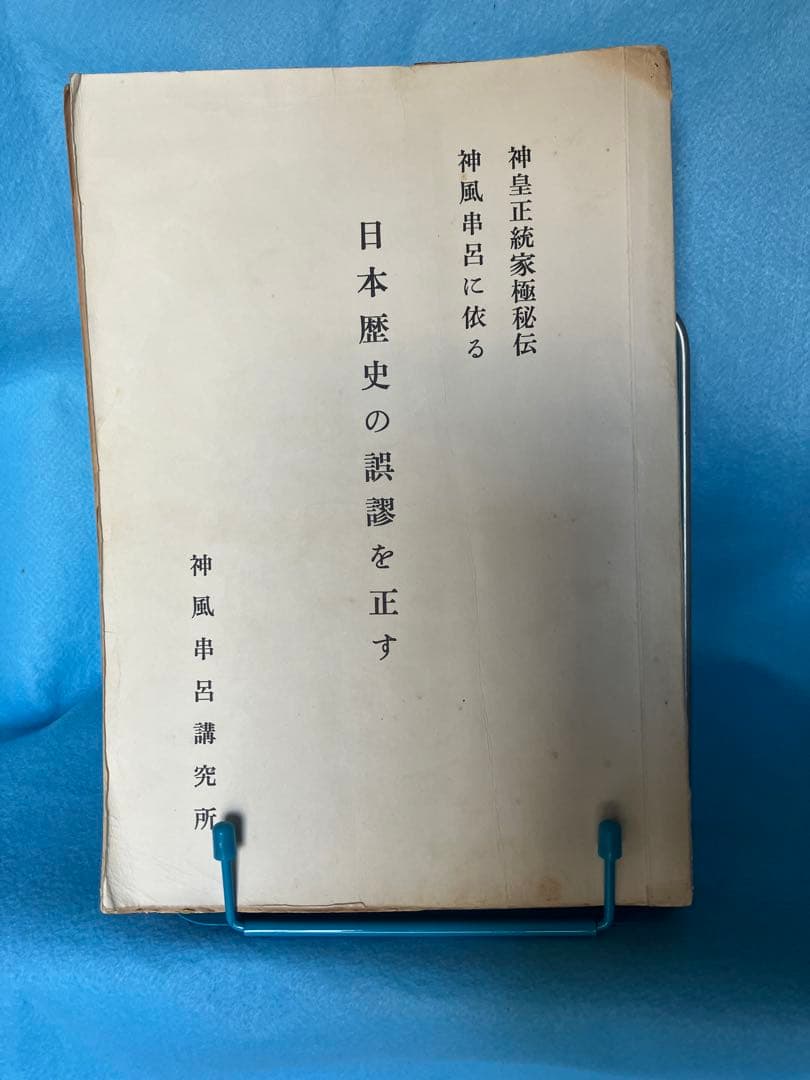 神皇正統家極秘伝
神風串呂に依る
日本歴史の誤謬を正す
神風串呂講究所